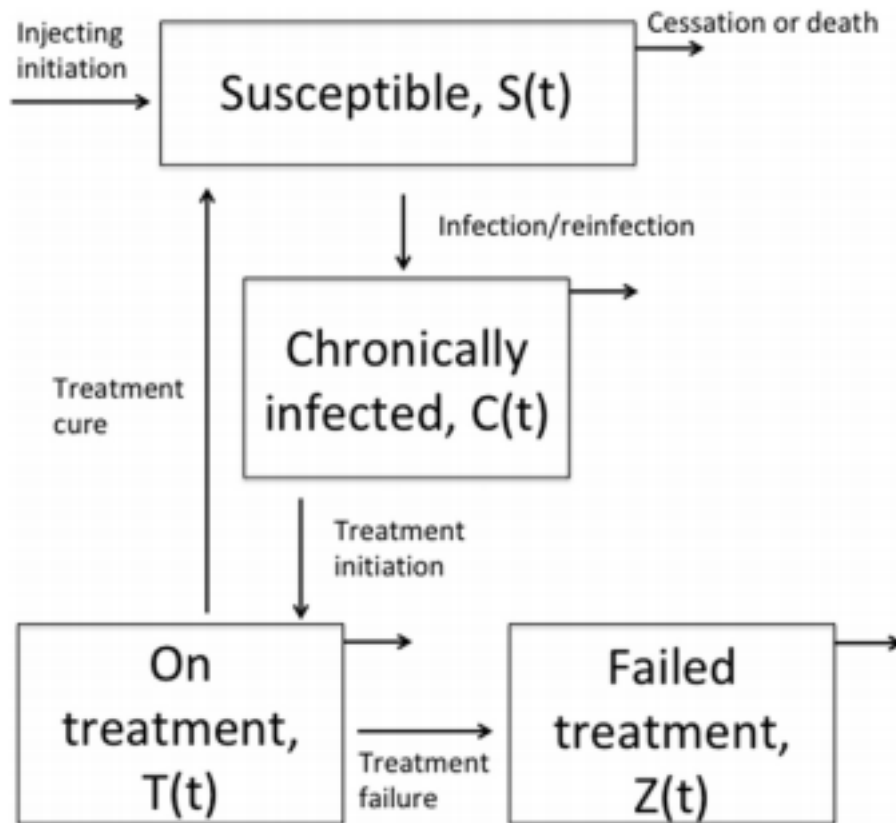 Injecting
initiation
Cessation or death
Susceptible, S(t)
Infection/reinfection
Chronically
infected, C(t)
Treatment
cure
Treatment
initiation
On
treatment,
T(t)
Treatment
failure
Failed
treatment,
Z(t)